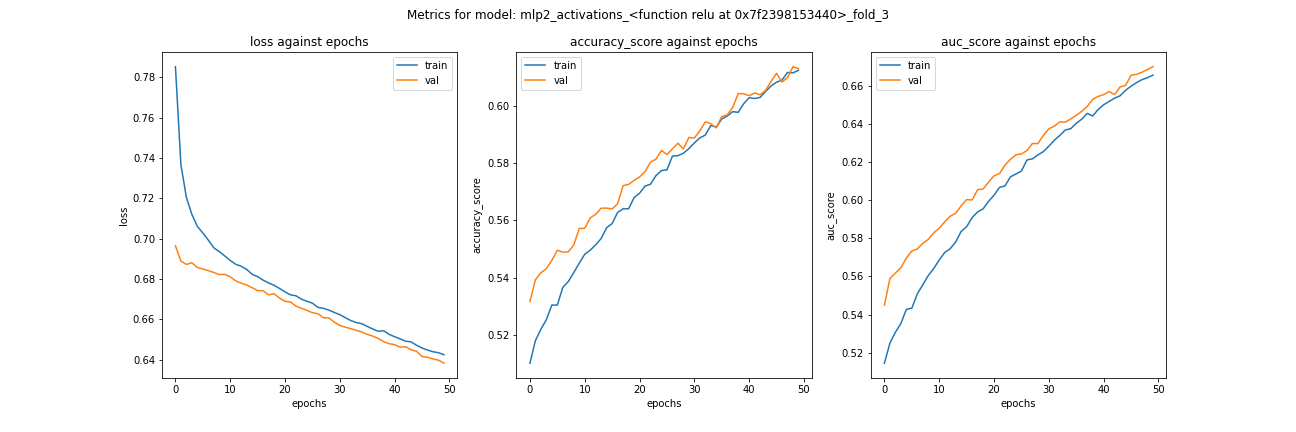 Metrics for model: mlp2_activations_<function relu at 0x7f2398153440>_fold_3
loss against epochs
train
val
0.78
0.76
0.74
0.72
0.70
0.68
0.66
0.64
loss
0
10
20
30
40
50
epochs
accuracy_score against epochs
train
val
0.60
0.58
0.56
0.54
0.52
accuracy_score
0
10
20
30
40
50
epochs
auc_score against epochs
train
val
0.66
0.64
0.62
0.60
0.58
0.56
0.54
0.52
auc_score
0
10
20
30
40
50
epochs